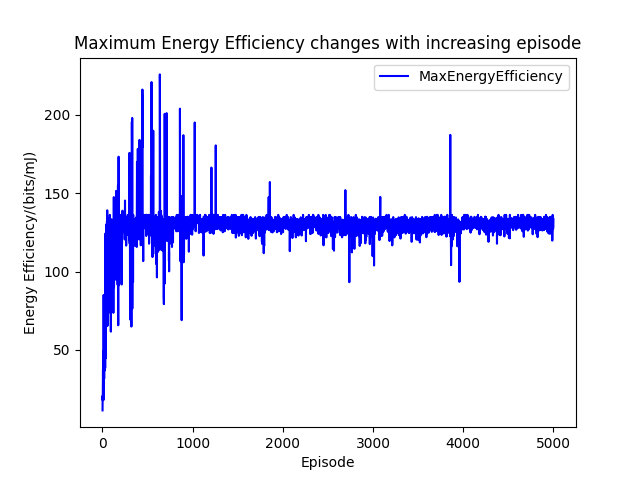 Maximum Energy Efficiency changes with increasing episode
MaxEnergyEfficiency
Energy Efficiency/(bits/mJ)
200
150
100
50
0 1000 2000 3000 4000 5000
Episode